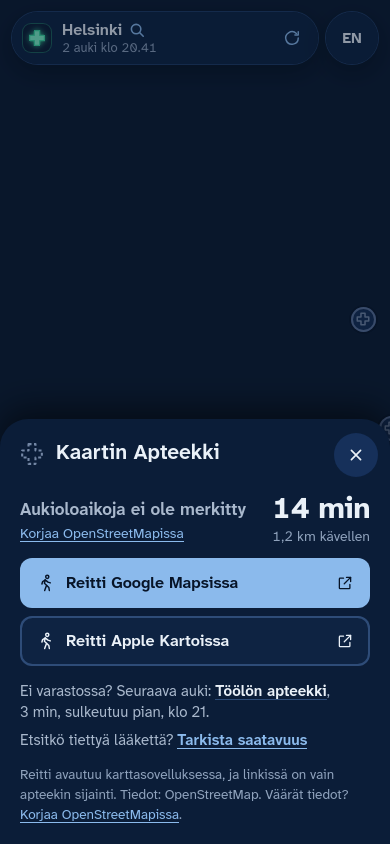 Helsinki
2 auki klo 20.41
EN
Kaartin Apteekki
Aukioloaikoja ei ole merkitty
Korjaa OpenStreetMapissa
14 min
1,2 km kävellen
Reitti Google Mapsissa
Reitti Apple Kartoissa
Ei varastossa? Seuraava auki: Töölön apteekki,
3 min, sulkeutuu pian, klo 21.
Etsitkö tiettyä lääkettä? Tarkista saatavuus
Reitti avautuu karttasovelluksessa, ja linkissä on vain
apteekin sijainti. Tiedot: OpenStreetMap. Väärät tiedot?
Korjaa OpenStreetMapissa.